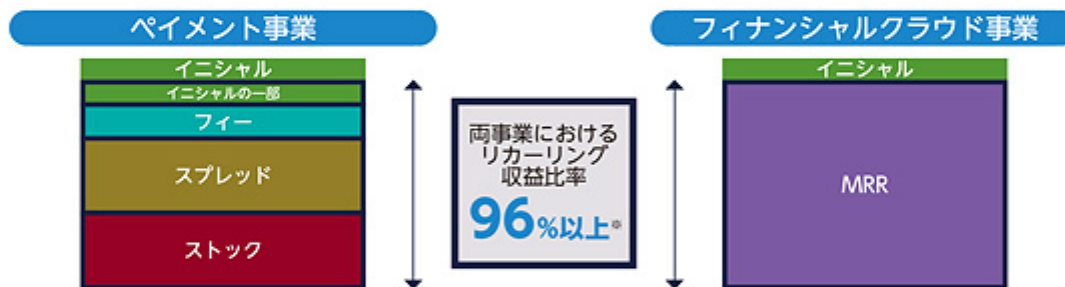 ペイメント事業
イニシャル
イニシャルの一部
フィー
スプレッド
ストック
両事業における
リカーリング
収益比率
96%以上※
フィナンシャルクラウド事業
イニシャル
MRR